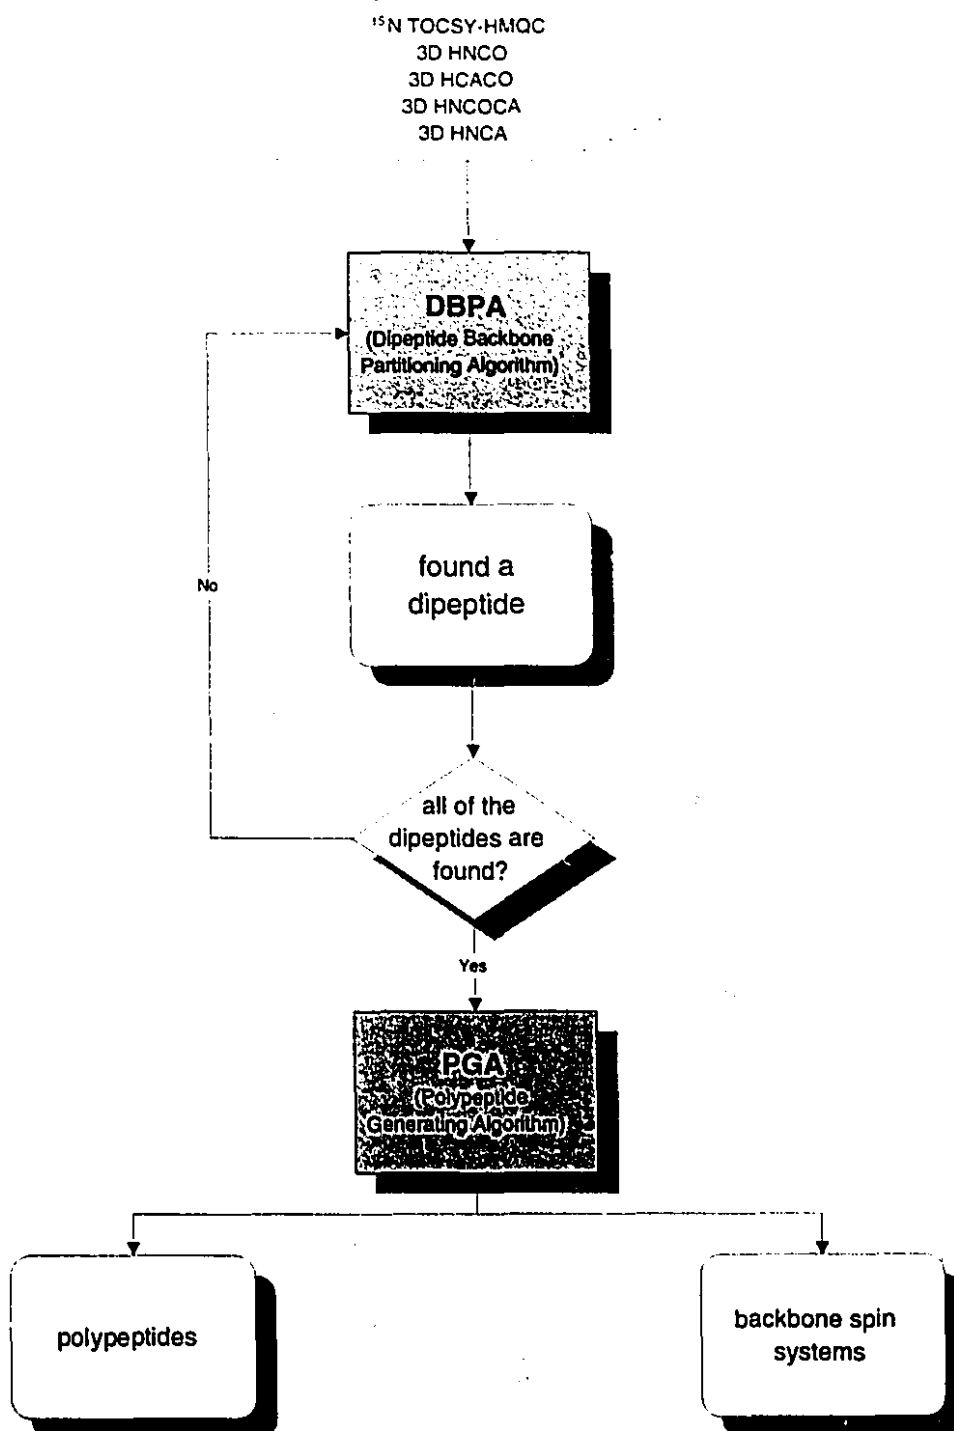 ¹⁵N TOCSY-HMQC
3D HNCO
3D HCACO
3D HNCOCA
3D HNCA
DBPA
(Dipeptide Backbone
Partitioning Algorithm)
found a
dipeptide
No
all of the
dipeptides are
found?
Yes
PGA
(Polypeptide
Generating Algorithm)
polypeptides
backbone spin
systems